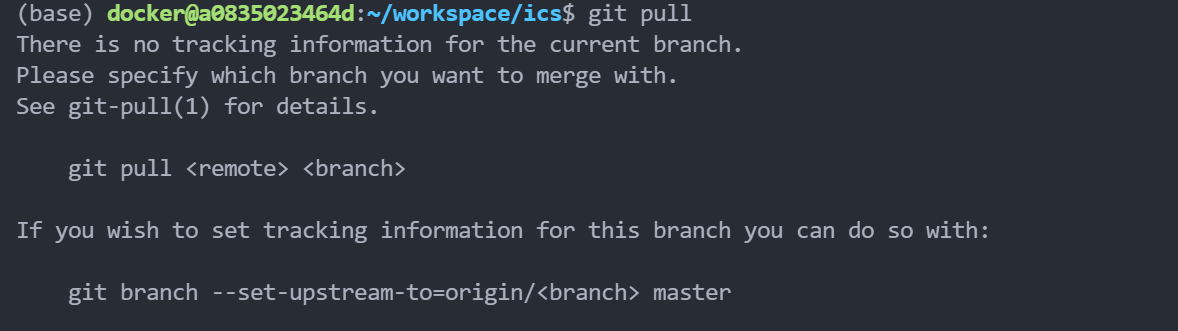 (base) docker@a0835023464d:~/workspace/ics$ git pull
There is no tracking information for the current branch.
Please specify which branch you want to merge with.
See git-pull(1) for details.
git pull <remote> <branch>
If you wish to set tracking information for this branch you can do so with:
git branch --set-upstream-to=origin/<branch> master